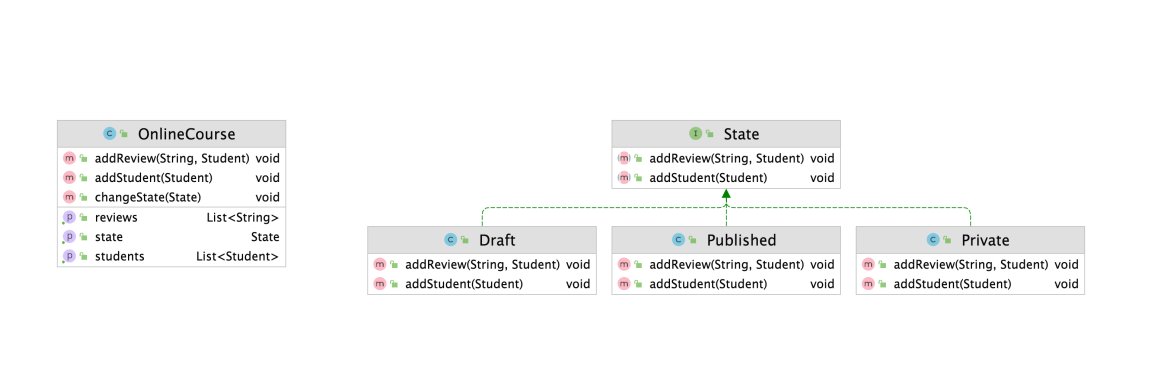 OnlineCourse
addReview(String, Student) void
addStudent(Student) void
changeState(State) void
reviews List<String>
state State
students List<Student>
State
addReview(String, Student) void
addStudent(Student) void
Draft
addReview(String, Student) void
addStudent(Student) void
Published
addReview(String, Student) void
addStudent(Student) void
Private
addReview(String, Student) void
addStudent(Student) void